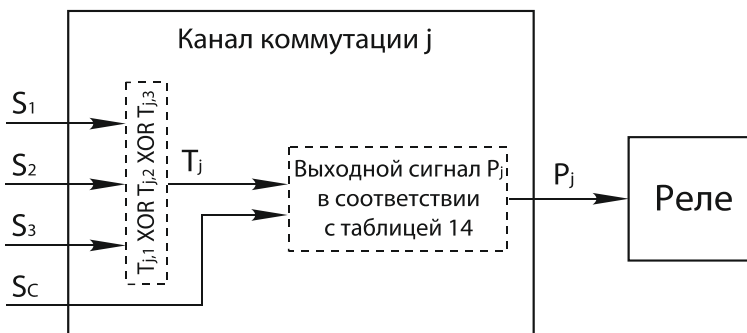 Канал коммутации j
S1
S2
S3
SC
Tj,1 XOR Tj,2 XOR Tj,3
Tj
Выходной сигнал Pj
в соответствии
с таблицей 14
Pj
Реле